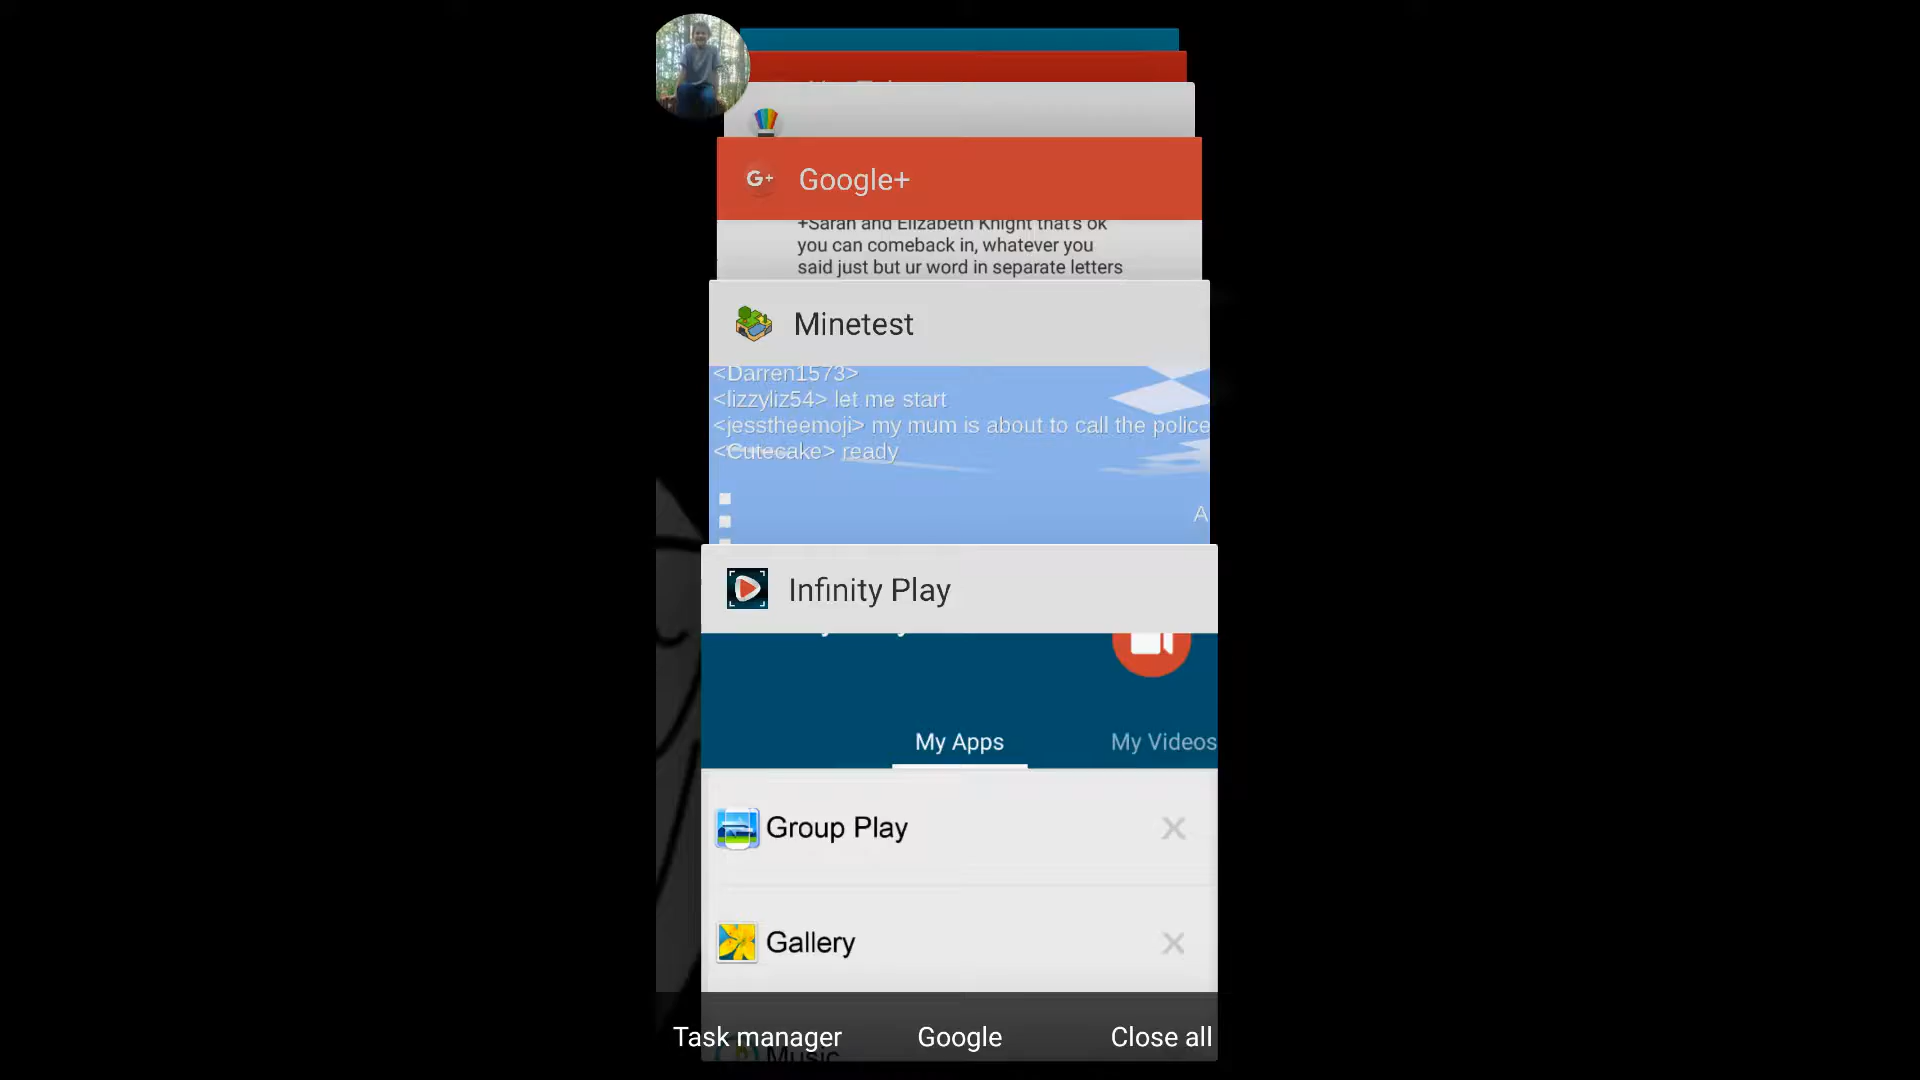 G+ Google+
+Sarah and Elizabeth Knight that's ok
you can comeback in, whatever you
said just but ur word in separate letters
Minetest
<Darren1573>
<lizzyliz54> let me start
<jesstheemoji> my mum is about to call the police
<Cutecake> ready
A
Infinity Play
My Apps My Videos
Group Play
Gallery
Task manager Google Close all
Music